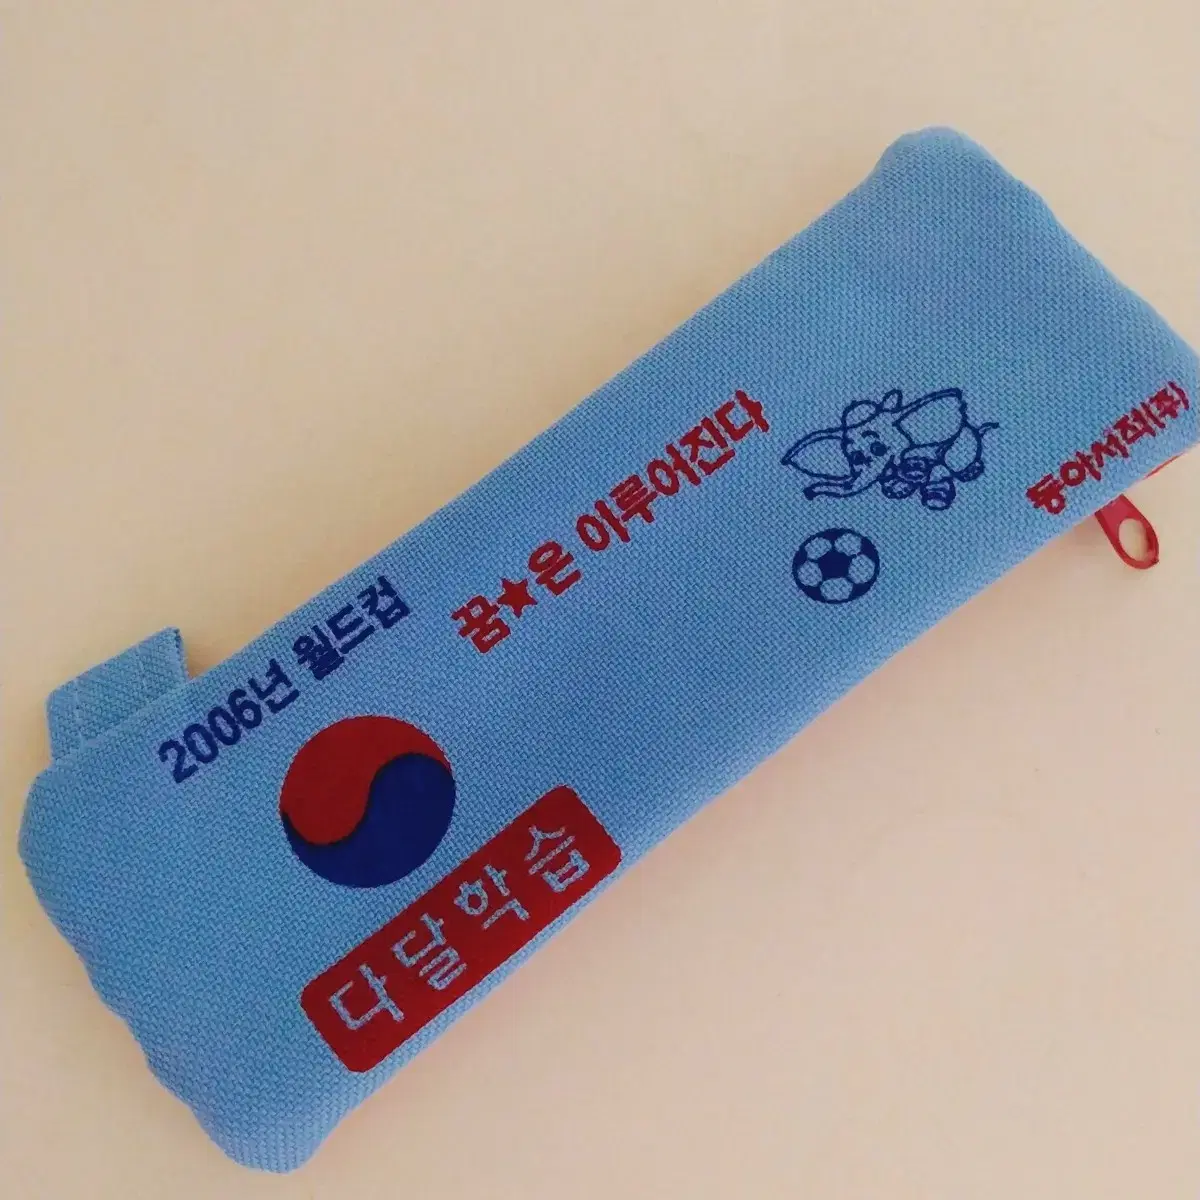 2006년 월드컵
꿈★은 이루어진다
동아서적(주)
다달학습